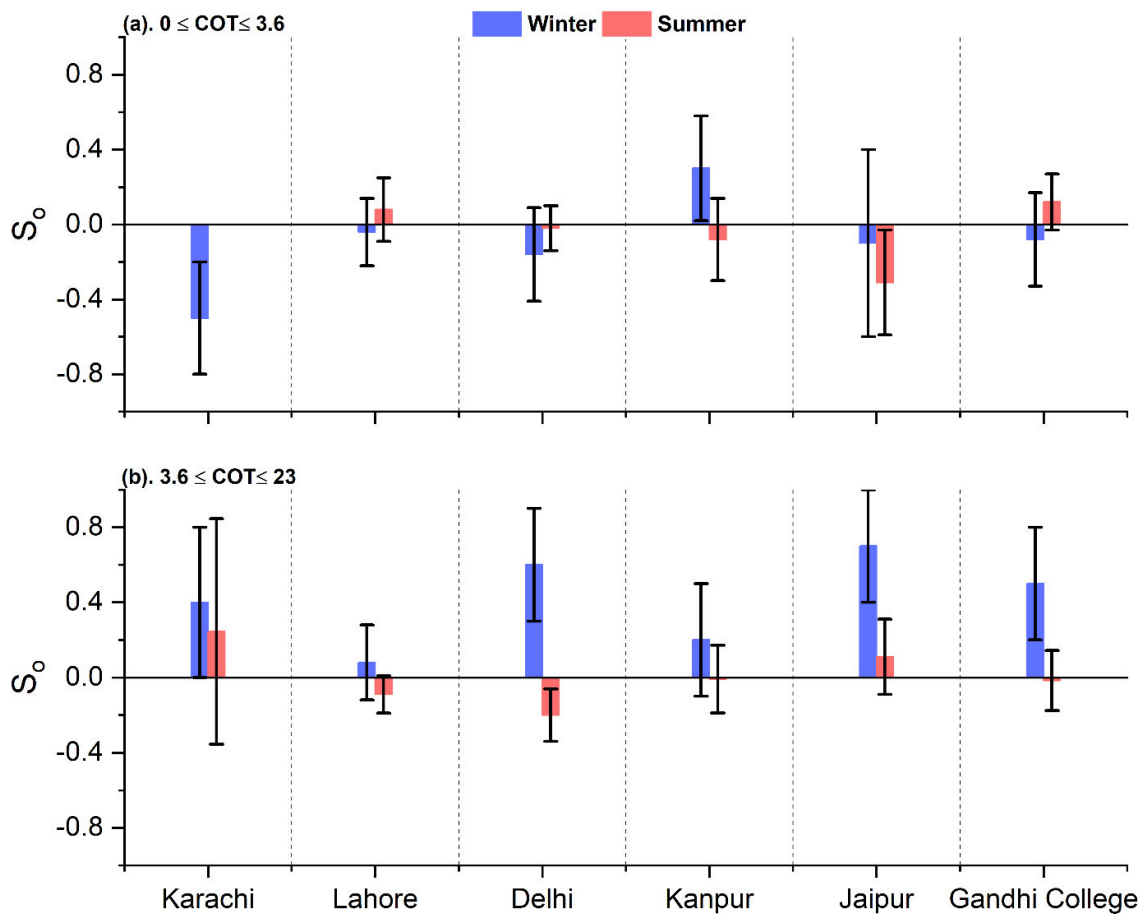 (a). 0 ≤ COT≤ 3.6
Winter Summer
0.8
0.4
0.0
-0.4
-0.8
So
(b). 3.6 ≤ COT≤ 23
0.8
0.4
0.0
-0.4
-0.8
So
Karachi Lahore Delhi Kanpur Jaipur Gandhi College